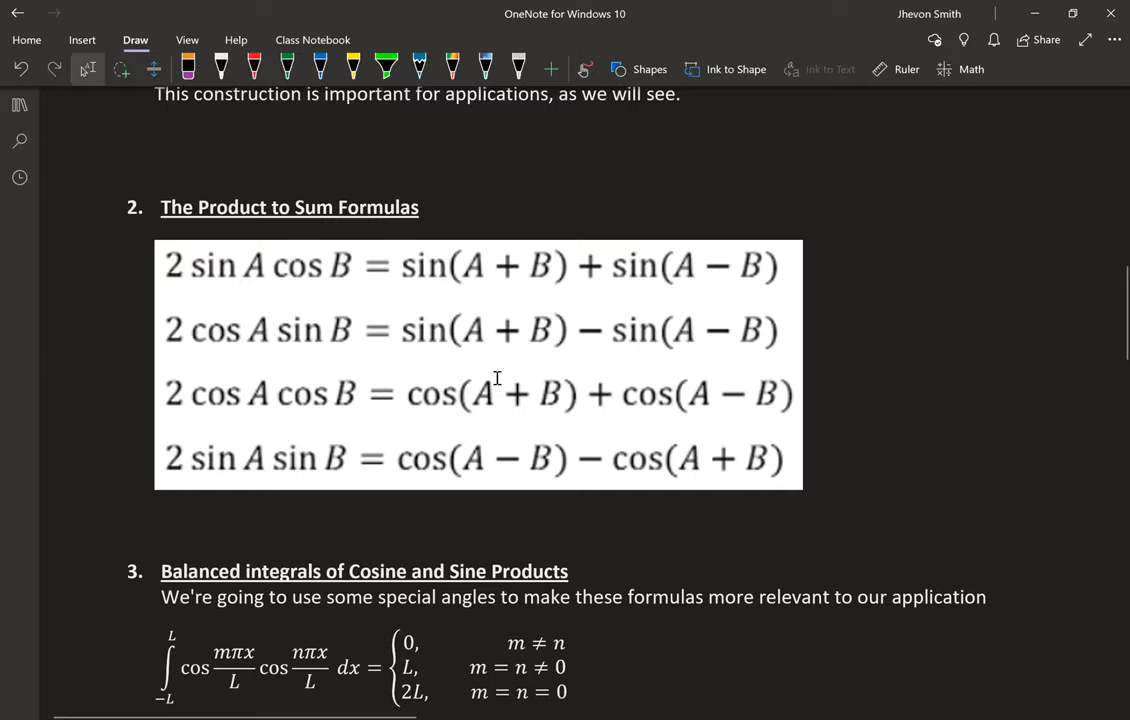 OneNote for Windows 10
Jhevon Smith
Home Insert Draw View Help Class Notebook
Share
Shapes Ink to Shape Ink to Text Ruler Math
This construction is important for applications, as we will see.
2. The Product to Sum Formulas
2 sin A cos B = sin(A + B) + sin(A − B)
2 cos A sin B = sin(A + B) − sin(A − B)
2 cos A cos B = cos(A + B) + cos(A − B)
2 sin A sin B = cos(A − B) − cos(A + B)
3. Balanced integrals of Cosine and Sine Products
We're going to use some special angles to make these formulas more relevant to our application
∫_{-L}^{L} cos (mπx/L) cos (nπx/L) dx = { 0, m ≠ n
L, m = n ≠ 0
2L, m = n = 0